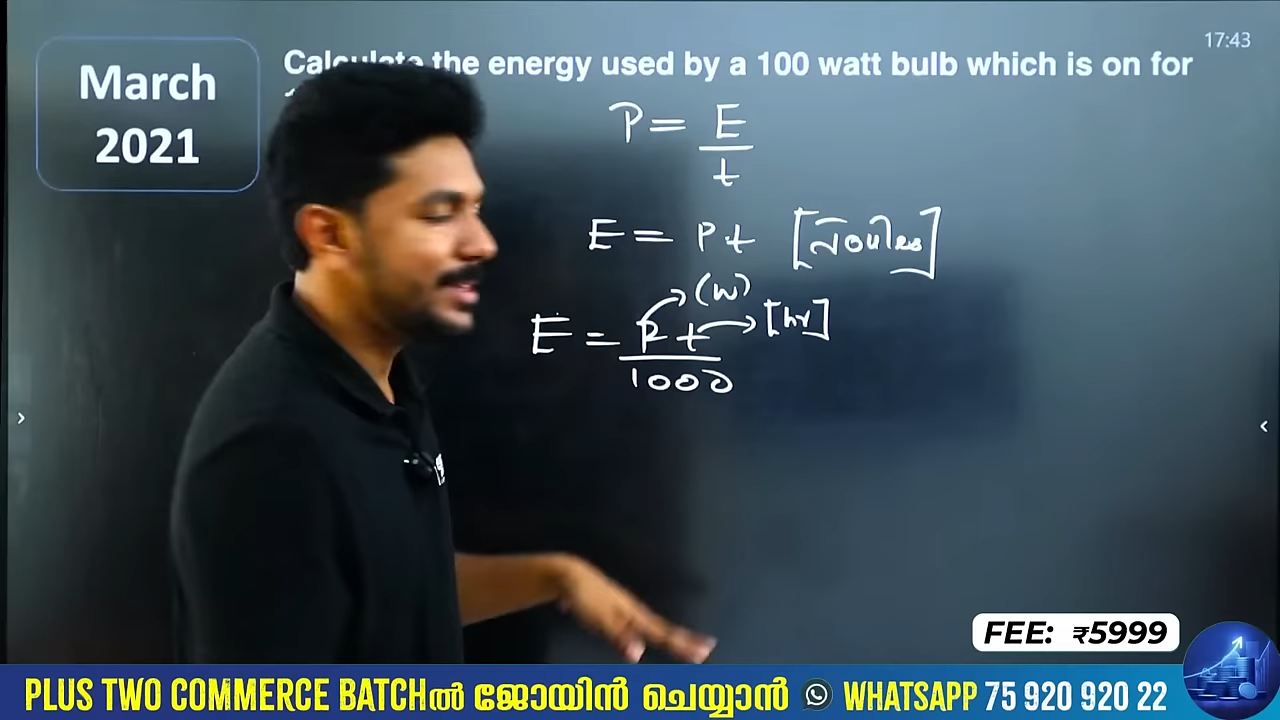 17:43
March
2021
Calculate the energy used by a 100 watt bulb which is on for
P = E
t
E = Pt [Joules]
(W)
E = Pt [hr]
1000
FEE: ₹5999
PLUS TWO COMMERCE BATCHൽ ജോയിൻ ചെയ്യാൻ WHATSAPP 75 920 920 22